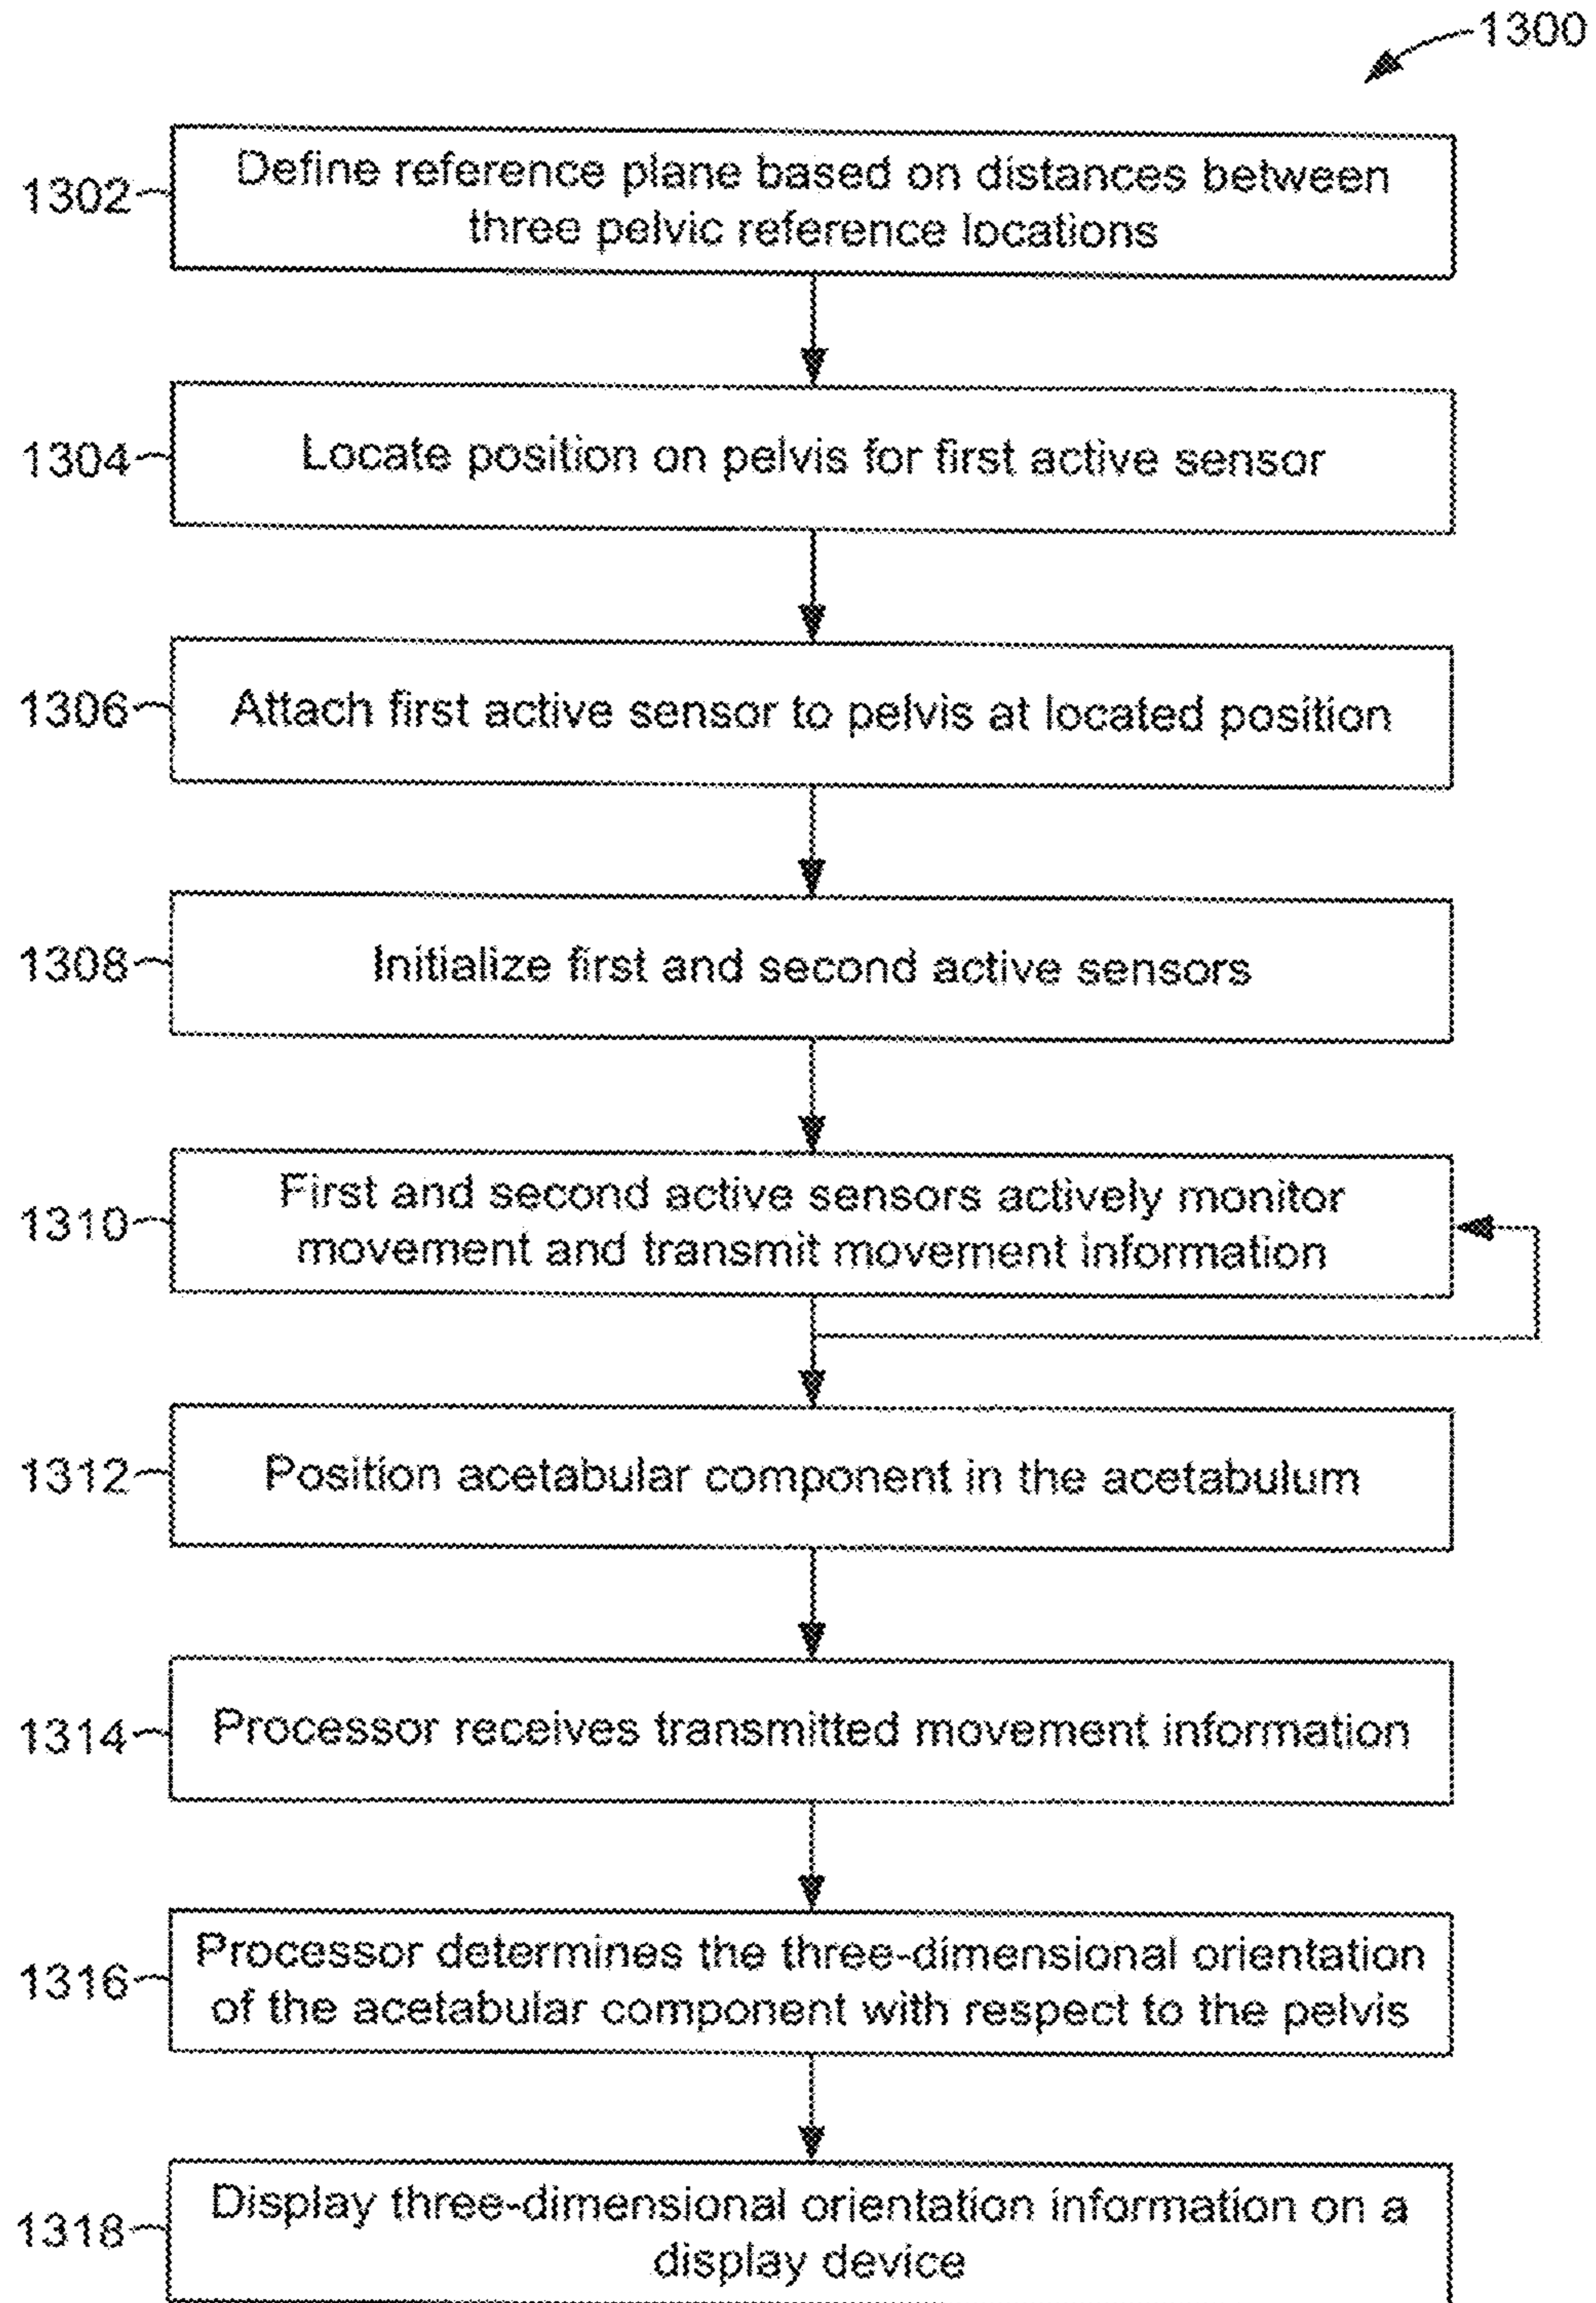 1300
1302
Define reference plane based on distances between
three pelvic reference locations
1304
Locate position on pelvis for first active sensor
1306
Attach first active sensor to pelvis at located position
1308
Initialize first and second active sensors
1310
First and second active sensors actively monitor
movement and transmit movement information
1312
Position acetabular component in the acetabulum
1314
Processor receives transmitted movement information
1316
Processor determines the three-dimensional orientation
of the acetabular component with respect to the pelvis
1318
Display three-dimensional orientation information on a
display device